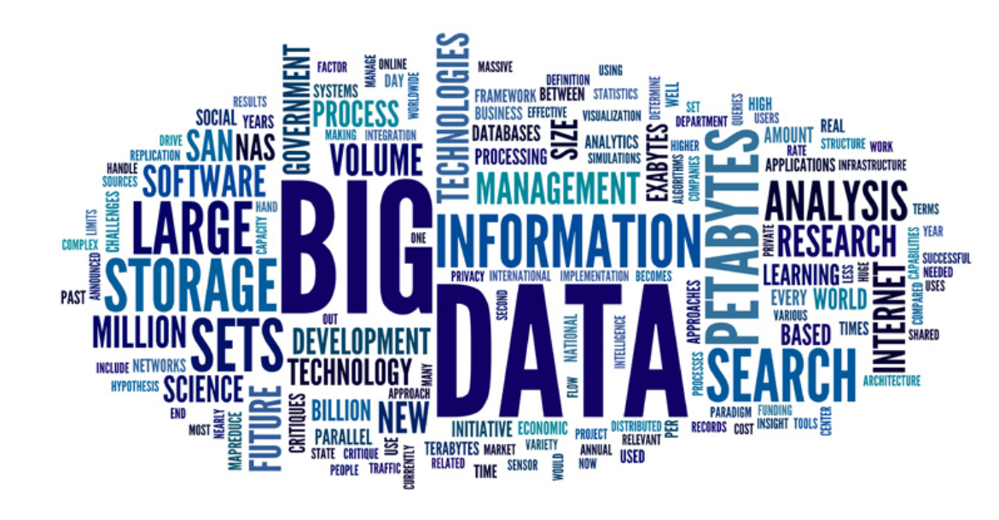 TECHNOLOGIES
GOVERNMENT
FACTOR
MANAGE
ONLINE
MASSIVE
USING
DAY
WORLDWIDE
DEFINITION
SYSTEMS
FRAMEWORK
BETWEEN
STATISTICS
DETERMINE
WELL
RESULTS
SOCIAL
YEARS
PROCESS
BUSINESS
EFFECTIVE
VISUALIZATION
SET
QUERIES
HIGH
DEPARTMENT
USERS
MAKING
INTEGRATION
DATABASES
SIZE
ANALYTICS
EXABYTES
HIGHER
AMOUNT
REAL
DRIVE
SAN
NAS
REPLICATION
VOLUME
PROCESSING
SIMULATIONS
ALGORITHMS
COMPANIES
PETABYTES
RATE
STRUCTURE
WORK
HANDLE
SOURCES
SOFTWARE
MANAGEMENT
APPLICATIONS
INFRASTRUCTURE
CHALLENGES
LARGE
HAND
CAPACITY
BIG
ONE
INFORMATION
ANALYSIS
TERMS
LIMITS
COMPLEX
PRIVATE
RESEARCH
CAPABILITIES
YEAR
ANNOUNCED
STORAGE
PRIVACY
INTERNATIONAL
IMPLEMENTATION
BECOMES
LEARNING
LESS
HUGE
INTERNET
SUCCESSFUL
NEEDED
USES
PAST
SECOND
DATA
APPROACHES
EVERY
WORLD
COMPARED
VARIOUS
MILLION
SETS
OUT
DEVELOPMENT
NATIONAL
INTELLIGENCE
BASED
TIMES
SHARED
INCLUDE
NETWORKS
TECHNOLOGY
MANY
FLOW
PROCESSES
SEARCH
ARCHITECTURE
HYPOTHESIS
SCIENCE
FUTURE
CRITIQUES
APPROACH
BILLION
NEW
PARADIGM
FUNDING
END
MOST
NEARLY
MAPREDUCE
PARALLEL
USE
INITIATIVE
ECONOMIC
PROJECT
DISTRIBUTED
PER
RECORDS
COST
INSIGHT
TOOLS
CENTER
STATE
CRITIQUE
CURRENTLY
TERABYTES
MARKET
VARIETY
RELEVANT
ANNUAL
USED
PEOPLE
TRAFFIC
RELATED
TIME
SENSOR
WOULD
NOW